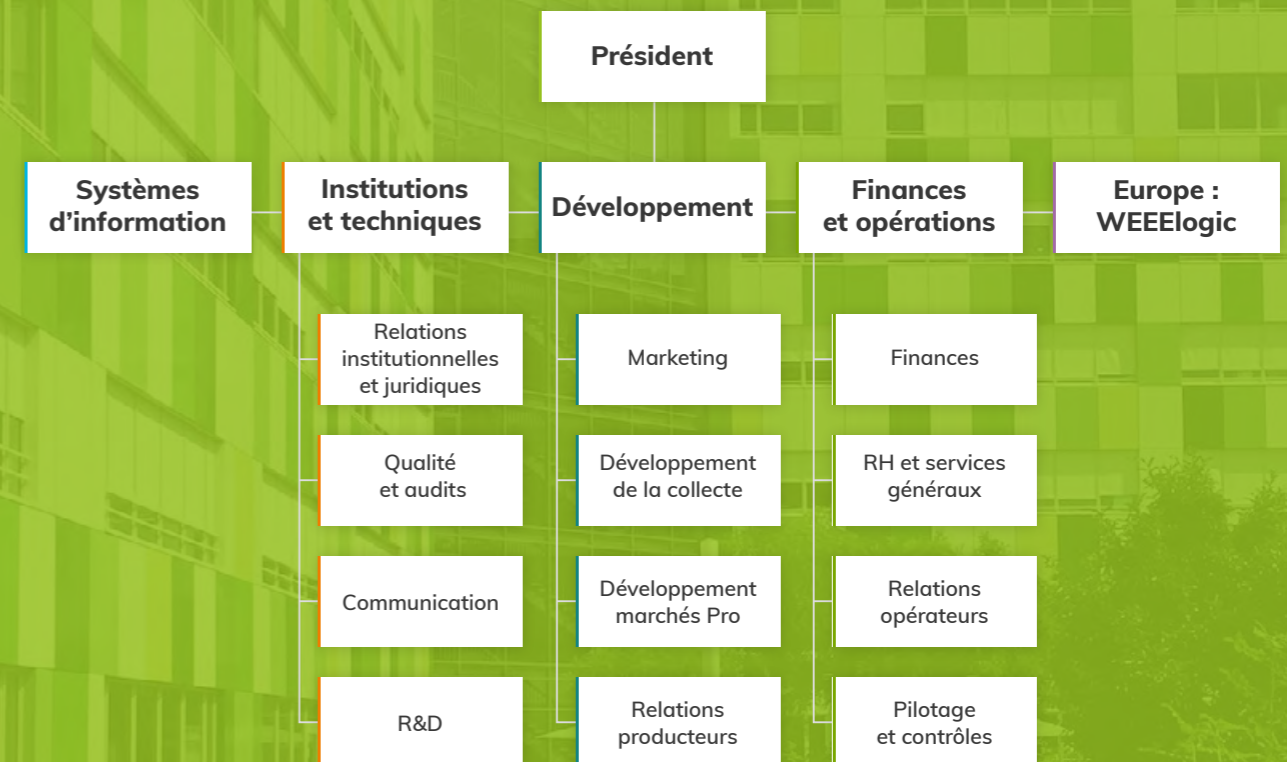 Président
Systèmes
d’information
Institutions
et techniques
Développement
Finances
et opérations
Europe :
WEEElogic
Relations
institutionnelles
et juridiques
Marketing
Finances
Qualité
et audits
Développement
de la collecte
RH et services
généraux
Communication
Développement
marchés Pro
Relations
opérateurs
R&D
Relations
producteurs
Pilotage
et contrôles